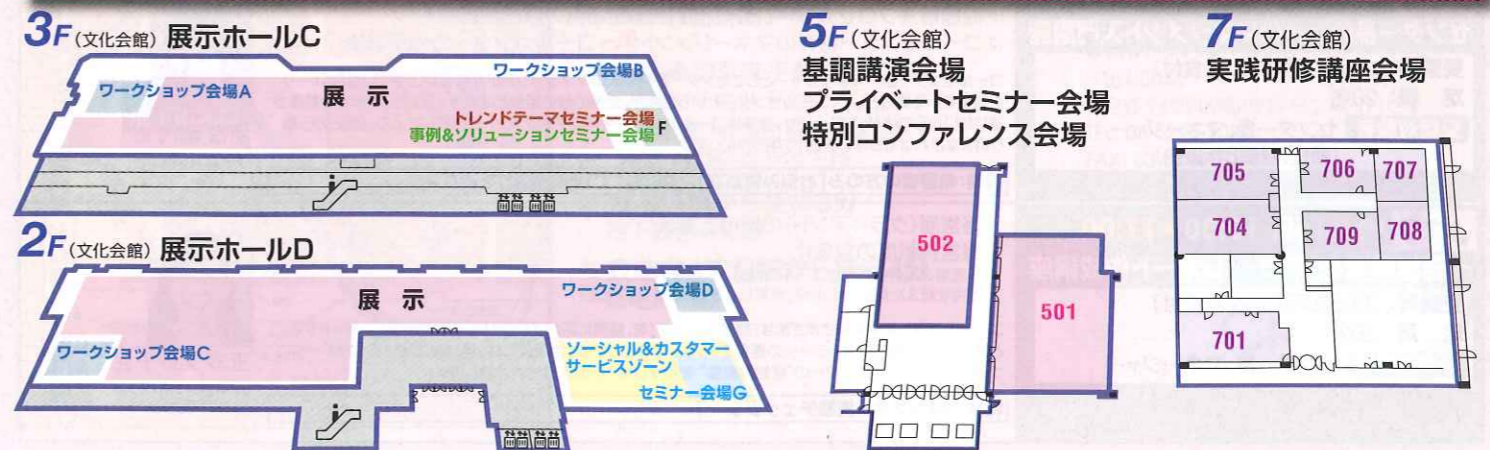 3F(文化会館) 展示ホールC
ワークショップ会場B
ワークショップ会場A
展 示
トレンドテーマセミナー会場
事例&ソリューションセミナー会場
2F(文化会館) 展示ホールD
展 示
ワークショップ会場D
ワークショップ会場C
ソーシャル&カスタマー
サービスゾーン
セミナー会場G
5F(文化会館)
基調講演会場
プライベートセミナー会場
特別コンファレンス会場
502
501
7F(文化会館)
実践研修講座会場
705
706
707
704
709
708
701